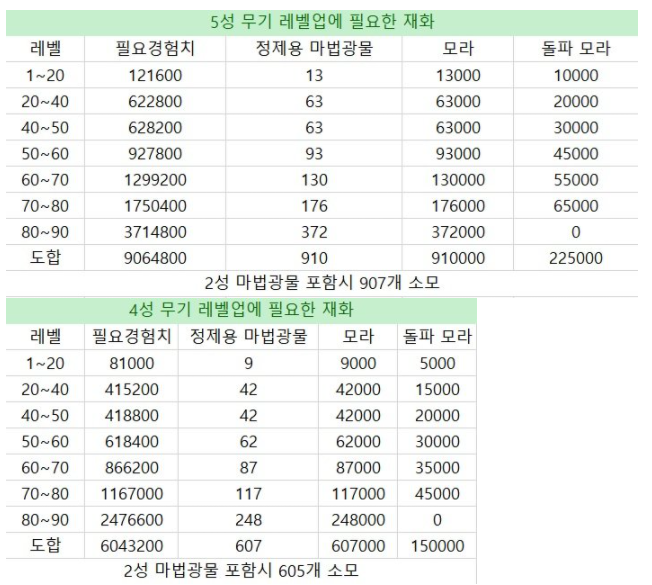 5성 무기 레벨업에 필요한 재화
레벨 필요경험치 정제용 마법광물 모라 돌파 모라
1~20 121600 13 13000 10000
20~40 622800 63 63000 20000
40~50 628200 63 63000 30000
50~60 927800 93 93000 45000
60~70 1299200 130 130000 55000
70~80 1750400 176 176000 65000
80~90 3714800 372 372000 0
도합 9064800 910 910000 225000
2성 마법광물 포함시 907개 소모
4성 무기 레벨업에 필요한 재화
레벨 필요경험치 정제용 마법광물 모라 돌파 모라
1~20 81000 9 9000 5000
20~40 415200 42 42000 15000
40~50 418800 42 42000 20000
50~60 618400 62 62000 30000
60~70 866200 87 87000 35000
70~80 1167000 117 117000 45000
80~90 2476600 248 248000 0
도합 6043200 607 607000 150000
2성 마법광물 포함시 605개 소모